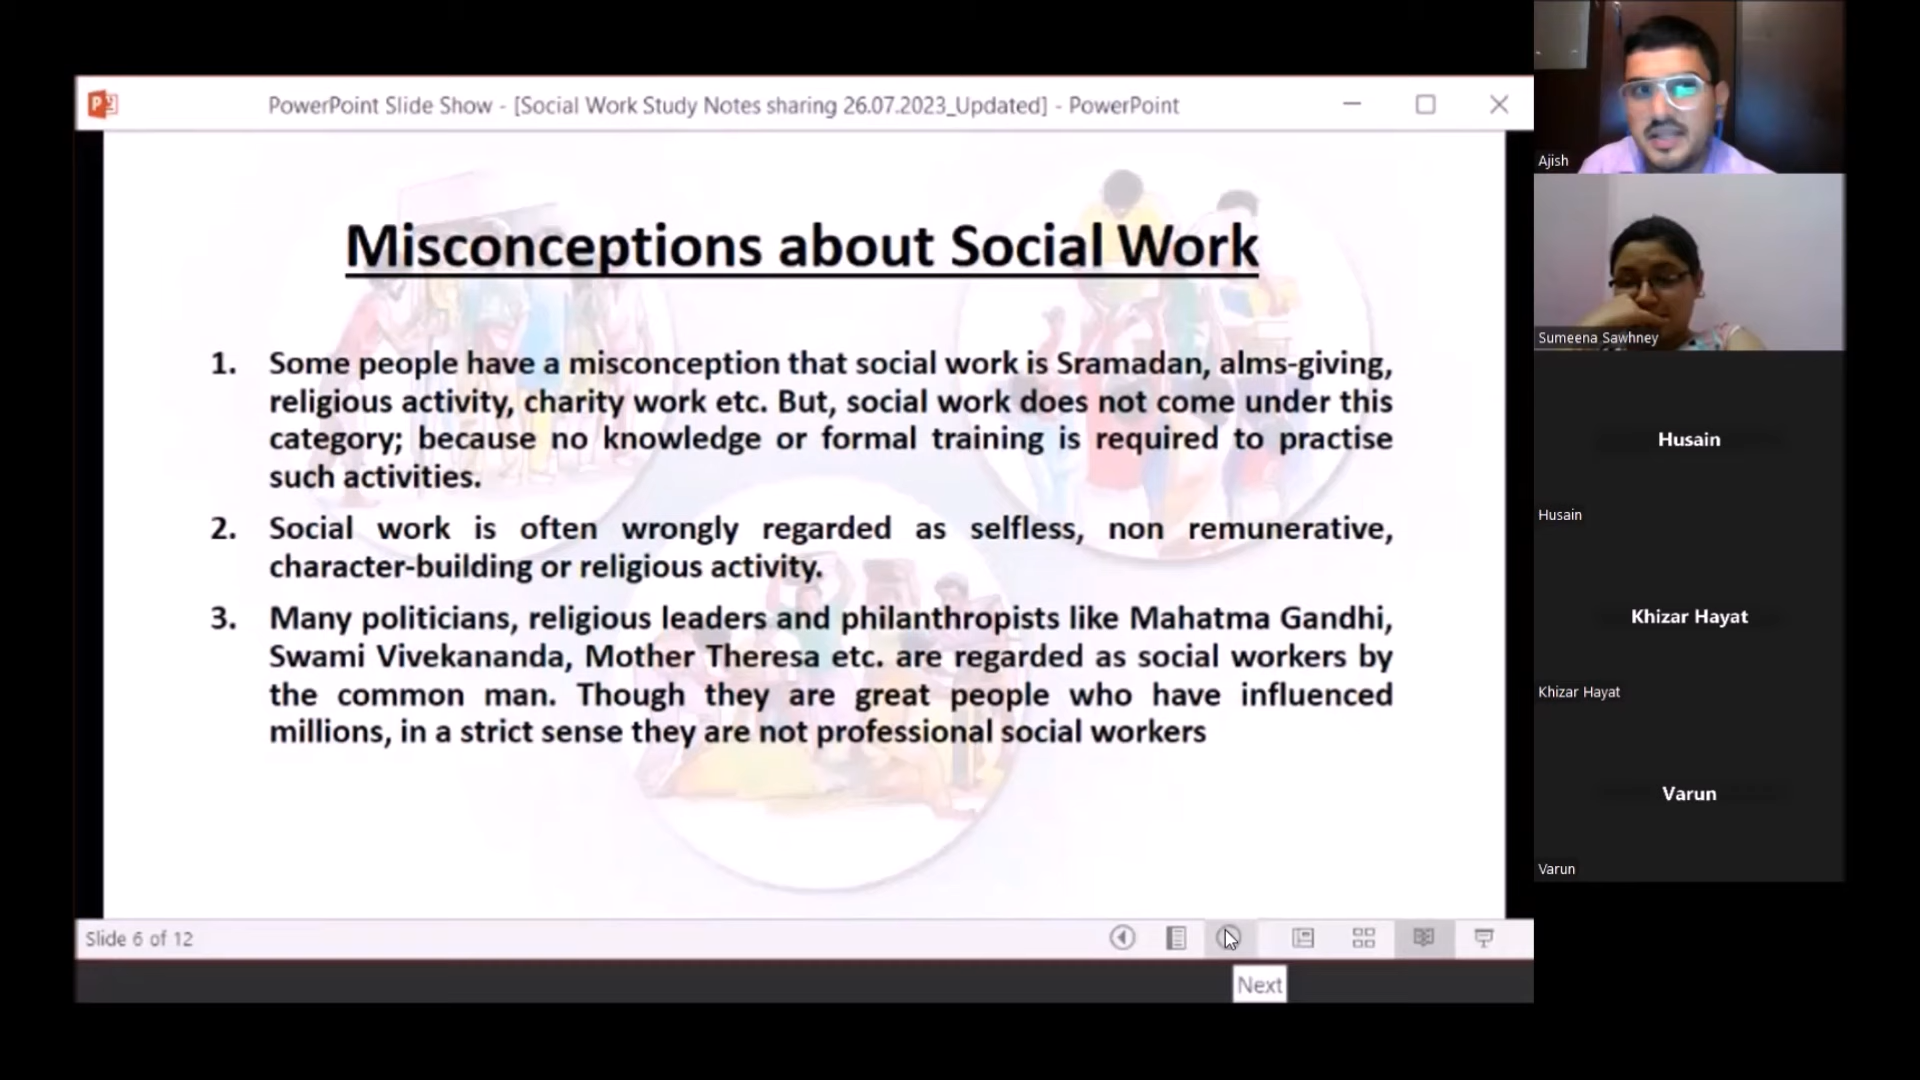 PowerPoint Slide Show - [Social Work Study Notes sharing 26.07.2023_Updated] - PowerPoint
Misconceptions about Social Work
1. Some people have a misconception that social work is Sramadan, alms-giving,
religious activity, charity work etc. But, social work does not come under this
category; because no knowledge or formal training is required to practise
such activities.
2. Social work is often wrongly regarded as selfless, non remunerative,
character-building or religious activity.
3. Many politicians, religious leaders and philanthropists like Mahatma Gandhi,
Swami Vivekananda, Mother Theresa etc. are regarded as social workers by
the common man. Though they are great people who have influenced
millions, in a strict sense they are not professional social workers
Slide 6 of 12
Next
Ajish
Sumeena Sawhney
Husain
Husain
Khizar Hayat
Khizar Hayat
Varun
Varun